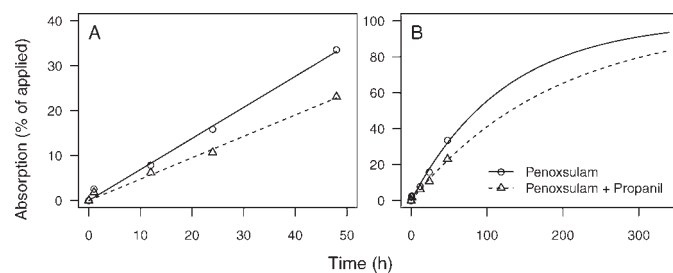 A
B
Absorption (% of applied)
40
30
20
10
0
100
80
60
40
20
0
Penoxsulam
Penoxsulam + Propanil
0 10 20 30 40 50
0 100 200 300
Time (h)